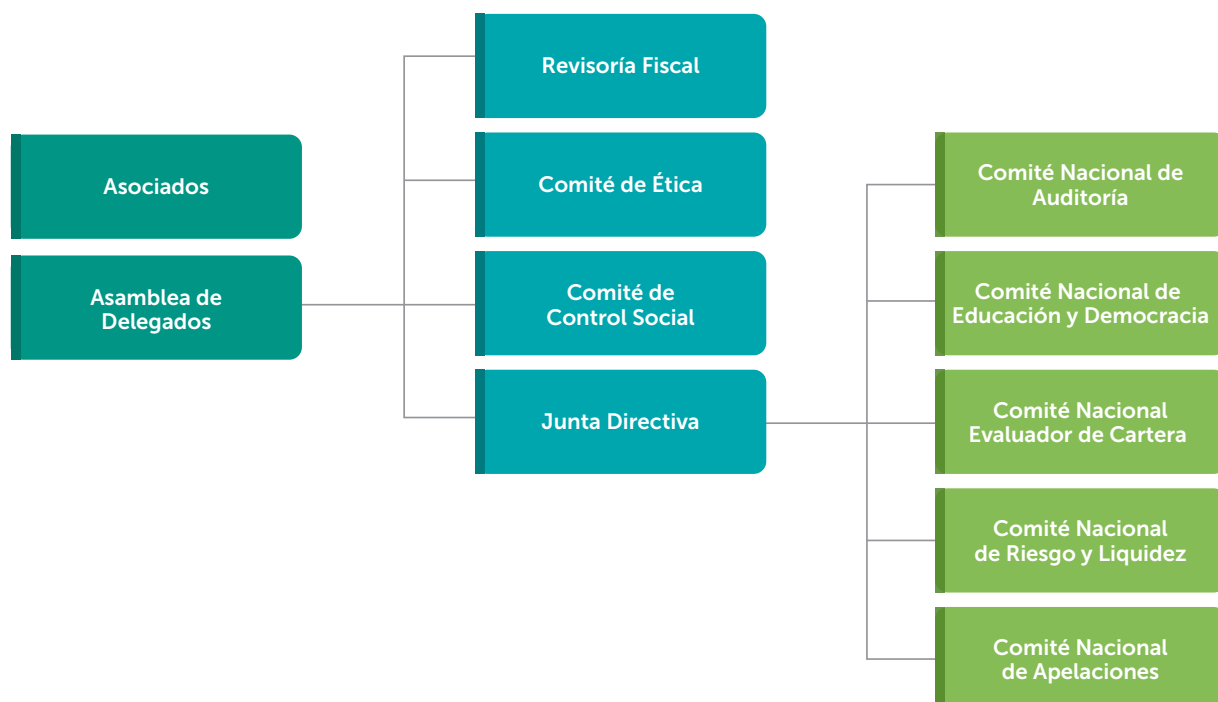 Asociados
Asamblea de
Delegados
Revisoría Fiscal
Comité de Ética
Comité de
Control Social
Junta Directiva
Comité Nacional de
Auditoría
Comité Nacional de
Educación y Democracia
Comité Nacional
Evaluador de Cartera
Comité Nacional
de Riesgo y Liquidez
Comité Nacional
de Apelaciones